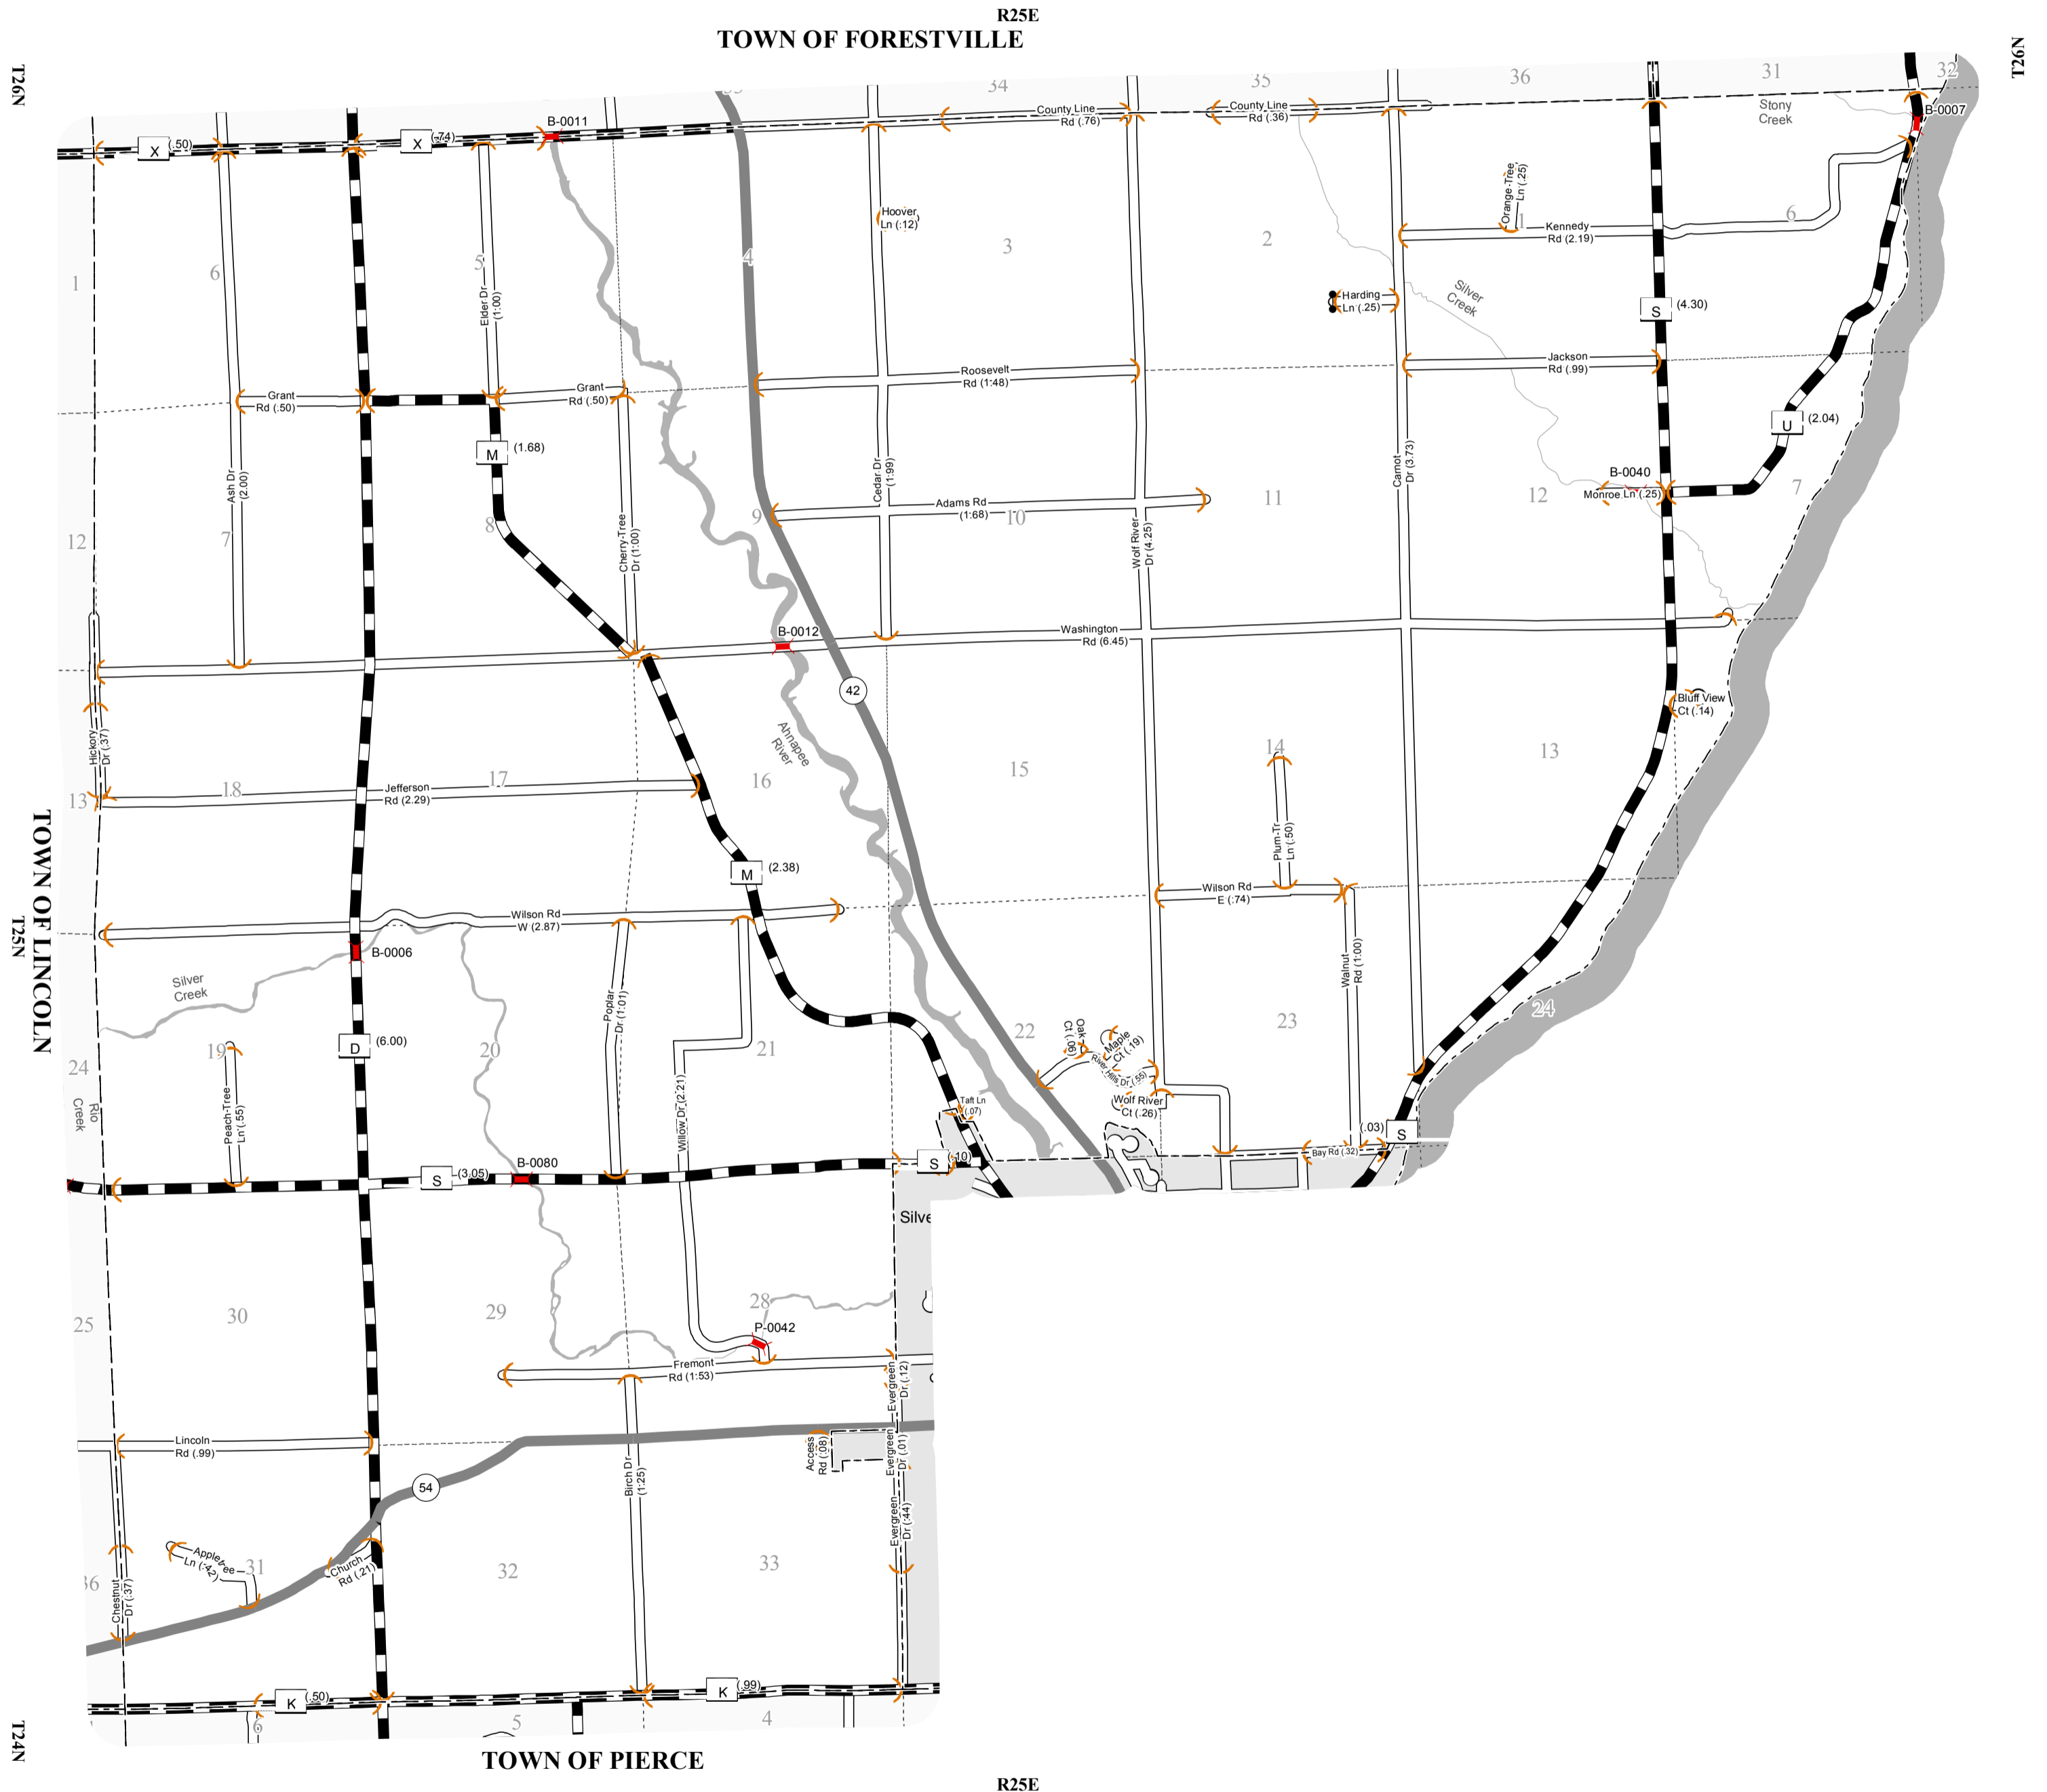 R25E
TOWN OF FORESTVILLE
T26N
T26N
34
35
36
31
32
B-0011
X
(.50)
X
(.74)
County Line
Rd (.76)
County Line
Rd (.36)
Stony
Creek
B-0007
Hoover
Ln (.12)
Orange-Tree
Ln (.25)
Kennedy
Rd (2.19)
1
6
5
4
3
2
1
6
Elder Dr
(1.00)
Harding
Ln (.25)
Silver
Creek
S
(4.30)
Grant
Rd (.50)
Grant
Rd (.50)
Roosevelt
Rd (1.48)
Jackson
Rd (.99)
M
(1.68)
U
(2.04)
Ash Dr
(2.00)
Cedar Dr
(1.99)
Carnot
Dr (3.73)
B-0040
Monroe Ln (.25)
Adams Rd
(1.68)
12
7
8
9
10
11
12
7
Cherry-Tree
Dr (1.00)
Wolf River
Dr (4.25)
B-0012
Washington
Rd (6.45)
42
Bluff View
Ct (.14)
Hickory
Dr (.37)
Ahnapee
River
13
18
17
16
15
14
13
Jefferson
Rd (2.29)
Plum-Tr
Ln (.50)
M
(2.38)
TOWN OF LINCOLN
T25N
Wilson Rd
W (2.87)
Wilson Rd
E (.74)
B-0006
Silver
Creek
Poplar
Dr (1.01)
Walnut
Rd (1.00)
D
(6.00)
24
19
20
21
22
23
24
Oak
Ct (.06)
Maple
Ct (.19)
River Hills Dr (.55)
Wolf River
Ct (.26)
Rio
Creek
Peach-Tree
Ln (.55)
Willow Dr (2.21)
Taft Ln
(.07)
(.03)
S
Bay Rd (.32)
B-0080
S
(3.05)
S
(.10)
Silve
25
30
29
28
P-0042
Fremont
Rd (1.53)
Evergreen
Dr (.12)
Lincoln
Rd (.99)
Access
Rd (.08)
Evergreen
Dr (.01)
54
Birch Dr
(1.25)
Evergreen
Dr (.44)
Appletree
Ln (.42)
Church
Rd (.21)
36
31
32
33
Chestnut
Dr (.37)
K
(.50)
K
(.99)
6
5
4
T24N
TOWN OF PIERCE
R25E